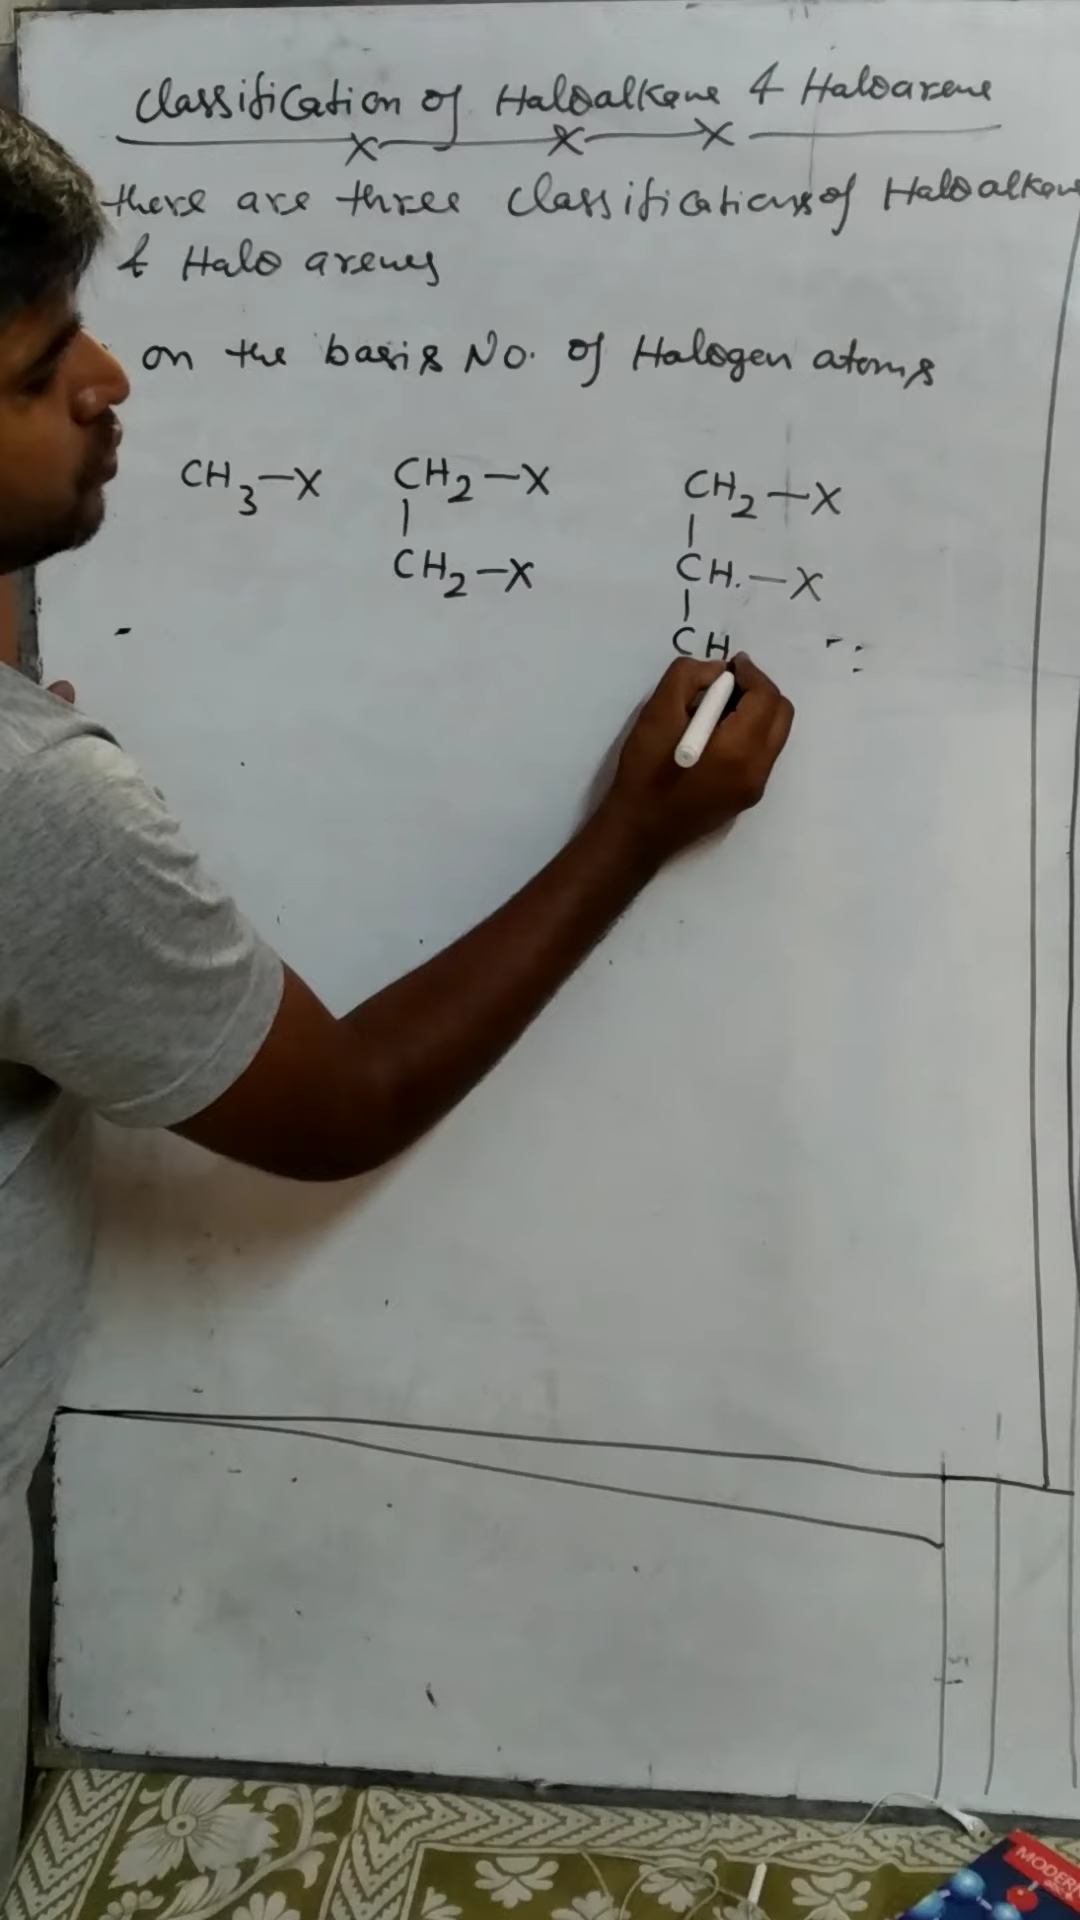 Classification of Haloalkane & Haloarene
there are three classifications of Haloalkane
& Halo arenes
on the basis No. of Halogen atoms
CH3-X CH2-X CH2-X
CH2-X CH.-X
CH
MODERN